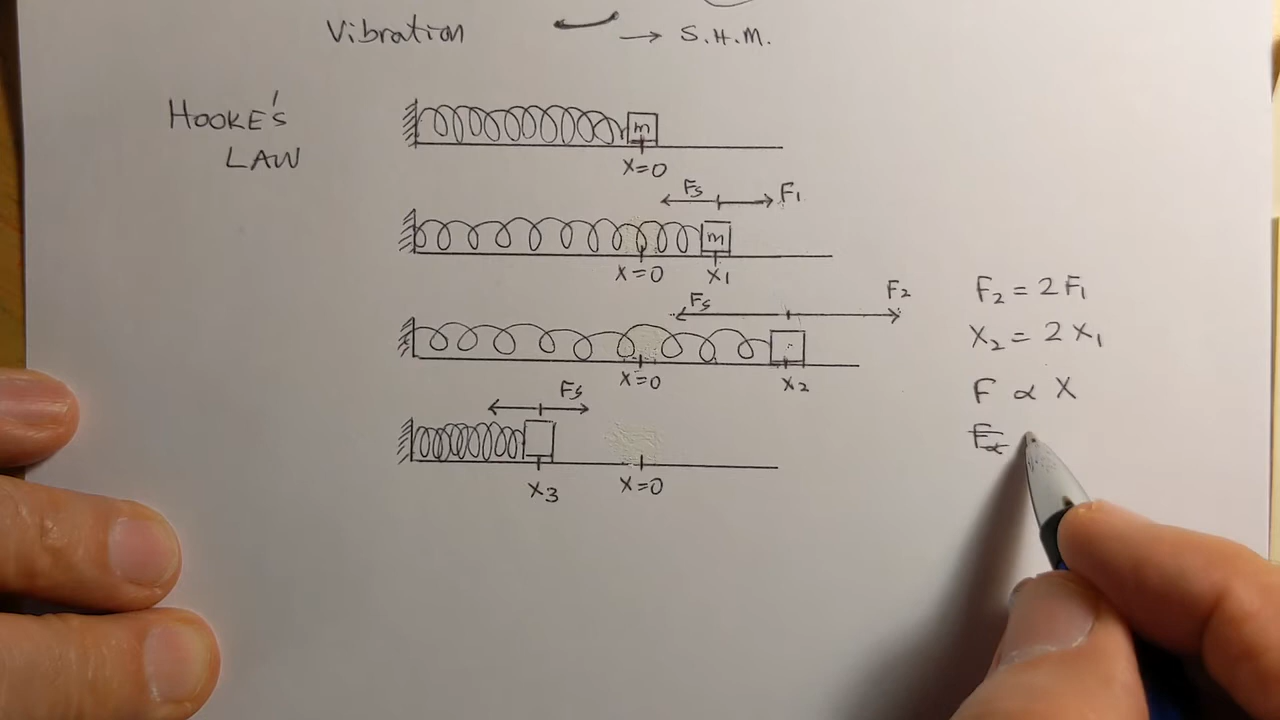 Vibration → S.H.M.
HOOKE'S
LAW
m
X=0
Fs F1
m
X=0 X1
Fs F2
X=0 X2
Fs
X3 X=0
F2 = 2F1
X2 = 2X1
F ∝ X